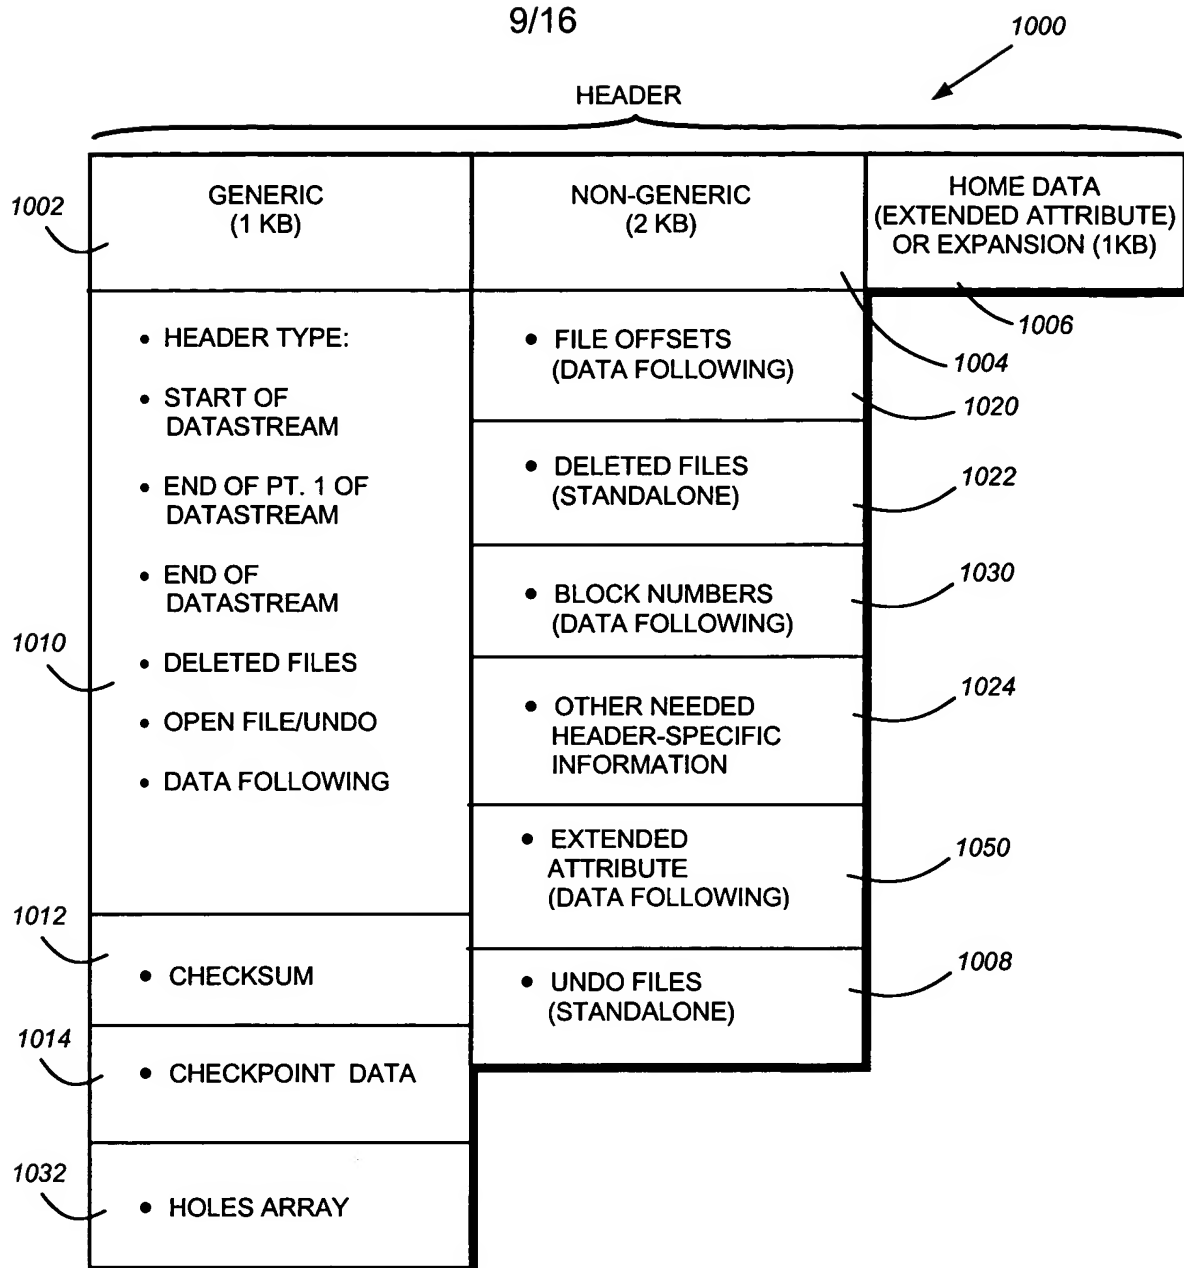 9/16
1000
HEADER
1002
GENERIC
(1 KB)
NON-GENERIC
(2 KB)
HOME DATA
(EXTENDED ATTRIBUTE)
OR EXPANSION (1KB)
1006
1004
1010
• HEADER TYPE:
• START OF
DATASTREAM
• END OF PT. 1 OF
DATASTREAM
• END OF
DATASTREAM
• DELETED FILES
• OPEN FILE/UNDO
• DATA FOLLOWING
1012
• CHECKSUM
1014
• CHECKPOINT DATA
1032
• HOLES ARRAY
• FILE OFFSETS
(DATA FOLLOWING)
1020
• DELETED FILES
(STANDALONE)
1022
• BLOCK NUMBERS
(DATA FOLLOWING)
1030
• OTHER NEEDED
HEADER-SPECIFIC
INFORMATION
1024
• EXTENDED
ATTRIBUTE
(DATA FOLLOWING)
1050
• UNDO FILES
(STANDALONE)
1008